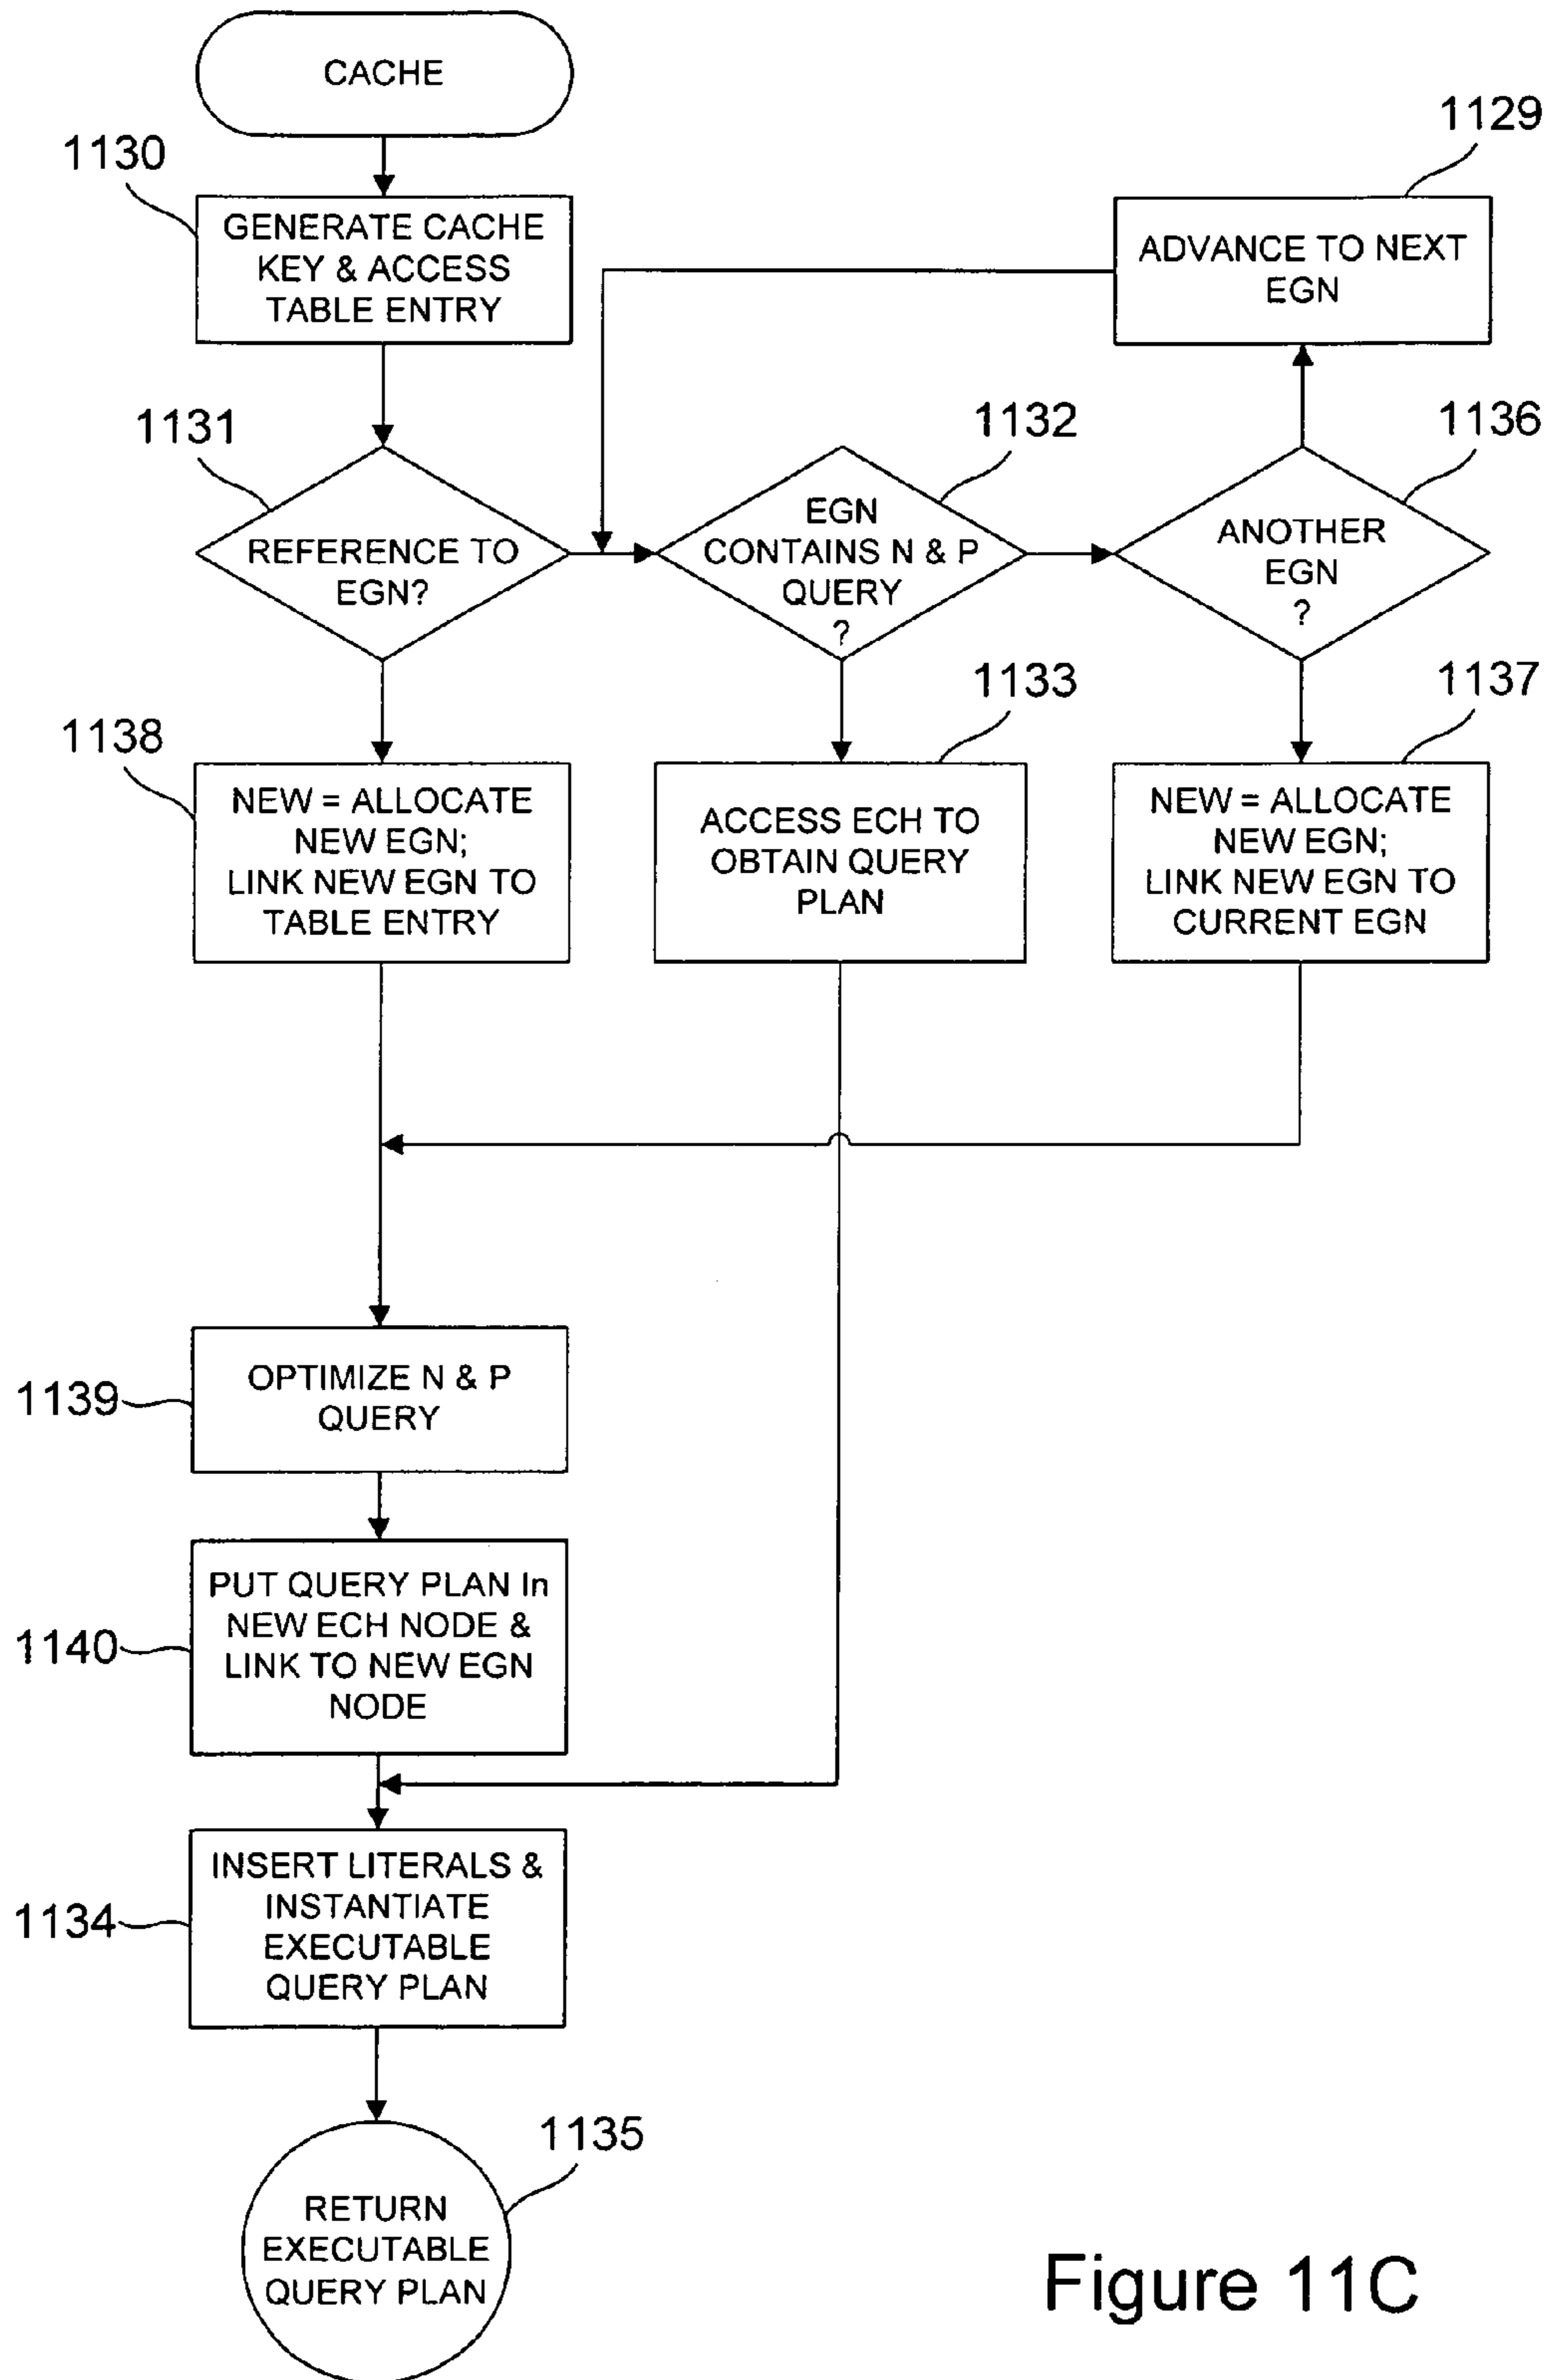 CACHE
1129
1130
GENERATE CACHE
KEY & ACCESS
TABLE ENTRY
ADVANCE TO NEXT
EGN
1131
1132
1136
REFERENCE TO
EGN?
EGN
CONTAINS N & P
QUERY
?
ANOTHER
EGN
?
1138
1133
1137
NEW = ALLOCATE
NEW EGN;
LINK NEW EGN TO
TABLE ENTRY
ACCESS ECH TO
OBTAIN QUERY
PLAN
NEW = ALLOCATE
NEW EGN;
LINK NEW EGN TO
CURRENT EGN
1139
OPTIMIZE N & P
QUERY
1140
PUT QUERY PLAN In
NEW ECH NODE &
LINK TO NEW EGN
NODE
1134
INSERT LITERALS &
INSTANTIATE
EXECUTABLE
QUERY PLAN
1135
RETURN
EXECUTABLE
QUERY PLAN
Figure 11C